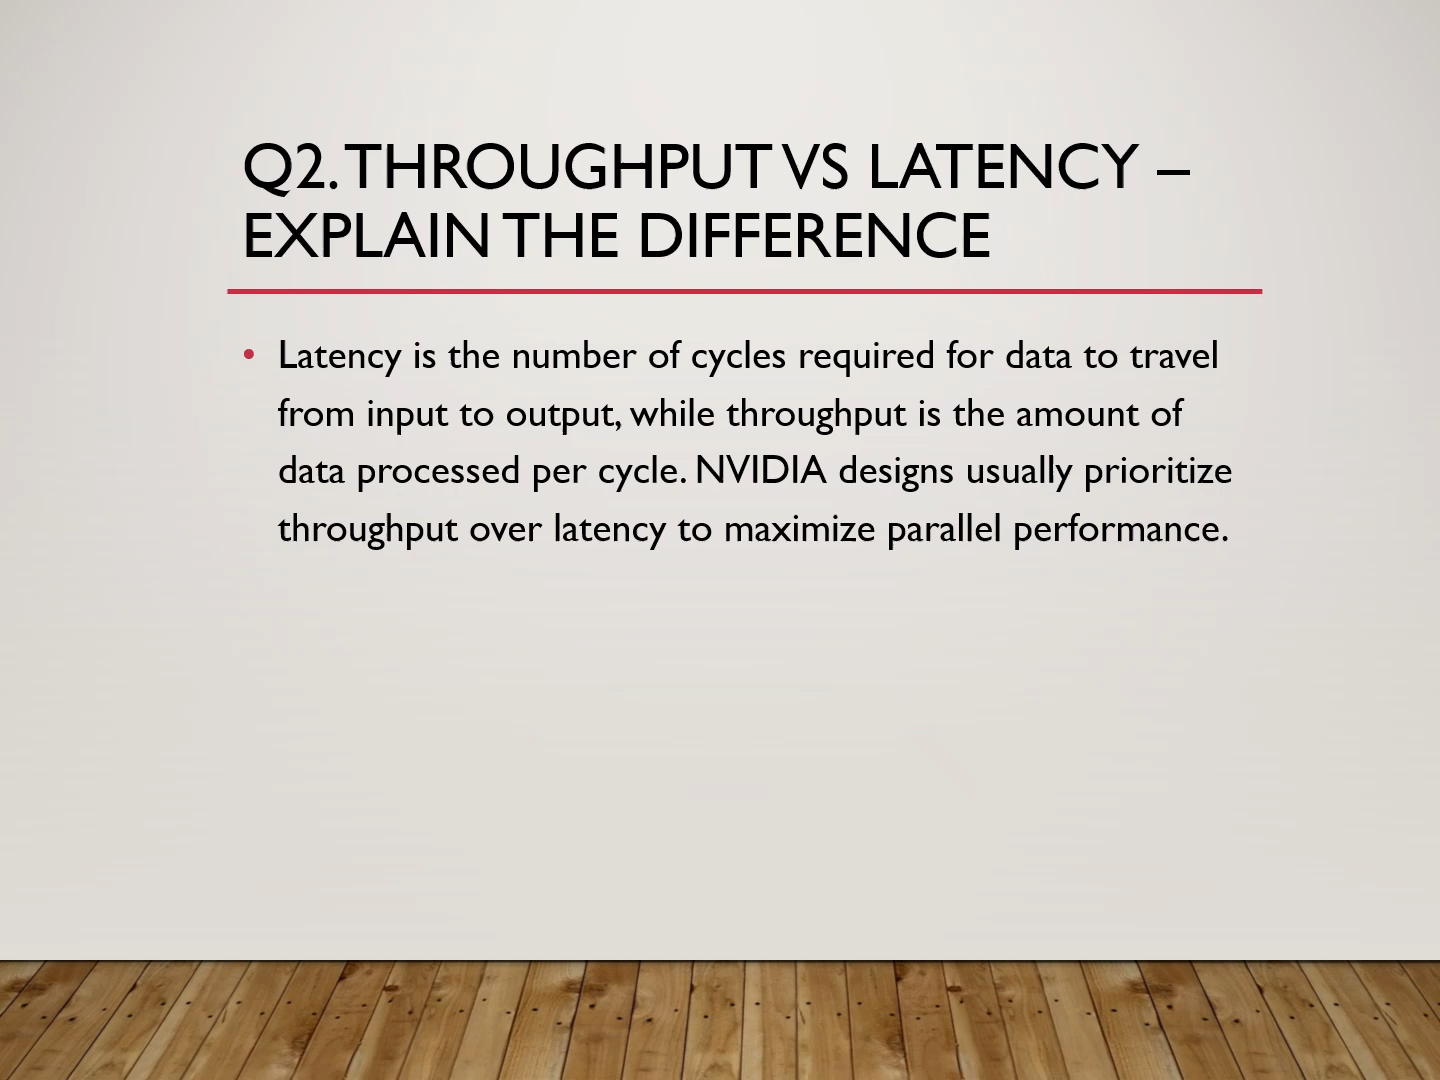 Q2. THROUGHPUT VS LATENCY –
EXPLAIN THE DIFFERENCE
• Latency is the number of cycles required for data to travel
from input to output, while throughput is the amount of
data processed per cycle. NVIDIA designs usually prioritize
throughput over latency to maximize parallel performance.